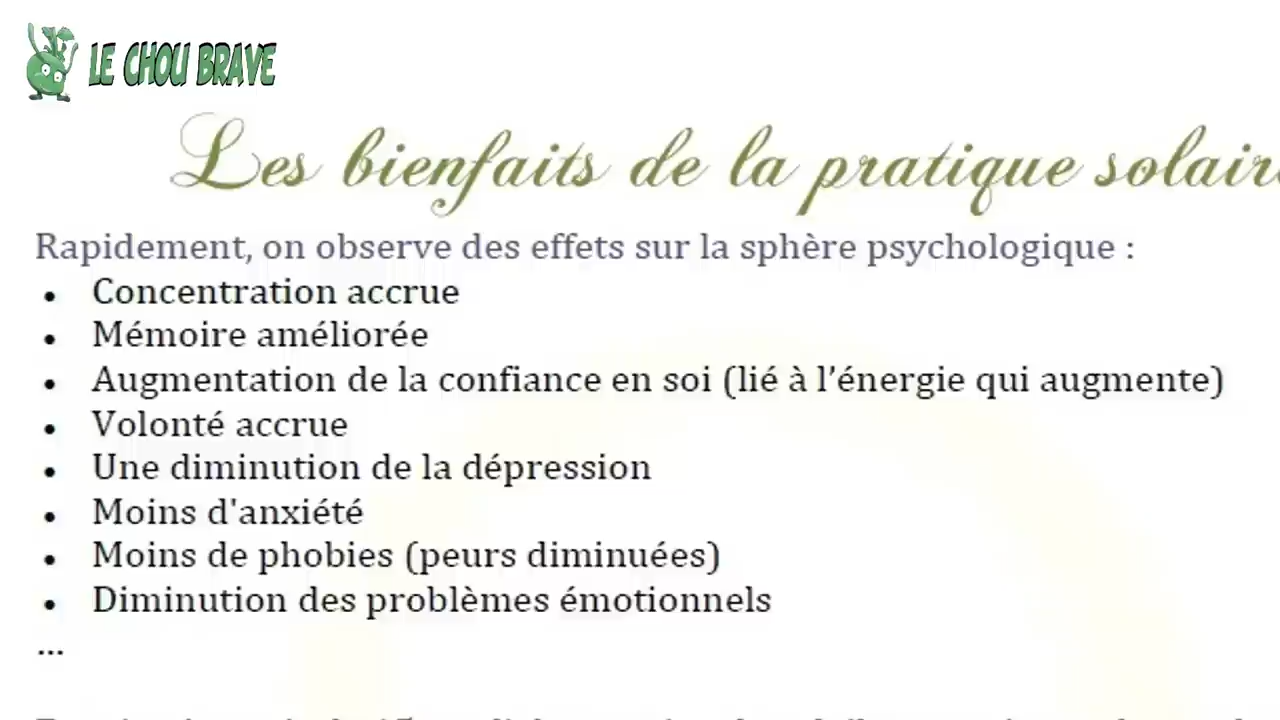 LE CHOU BRAVE
Les bienfaits de la pratique solaire
Rapidement, on observe des effets sur la sphère psychologique :
• Concentration accrue
• Mémoire améliorée
• Augmentation de la confiance en soi (lié à l’énergie qui augmente)
• Volonté accrue
• Une diminution de la dépression
• Moins d'anxiété
• Moins de phobies (peurs diminuées)
• Diminution des problèmes émotionnels
...